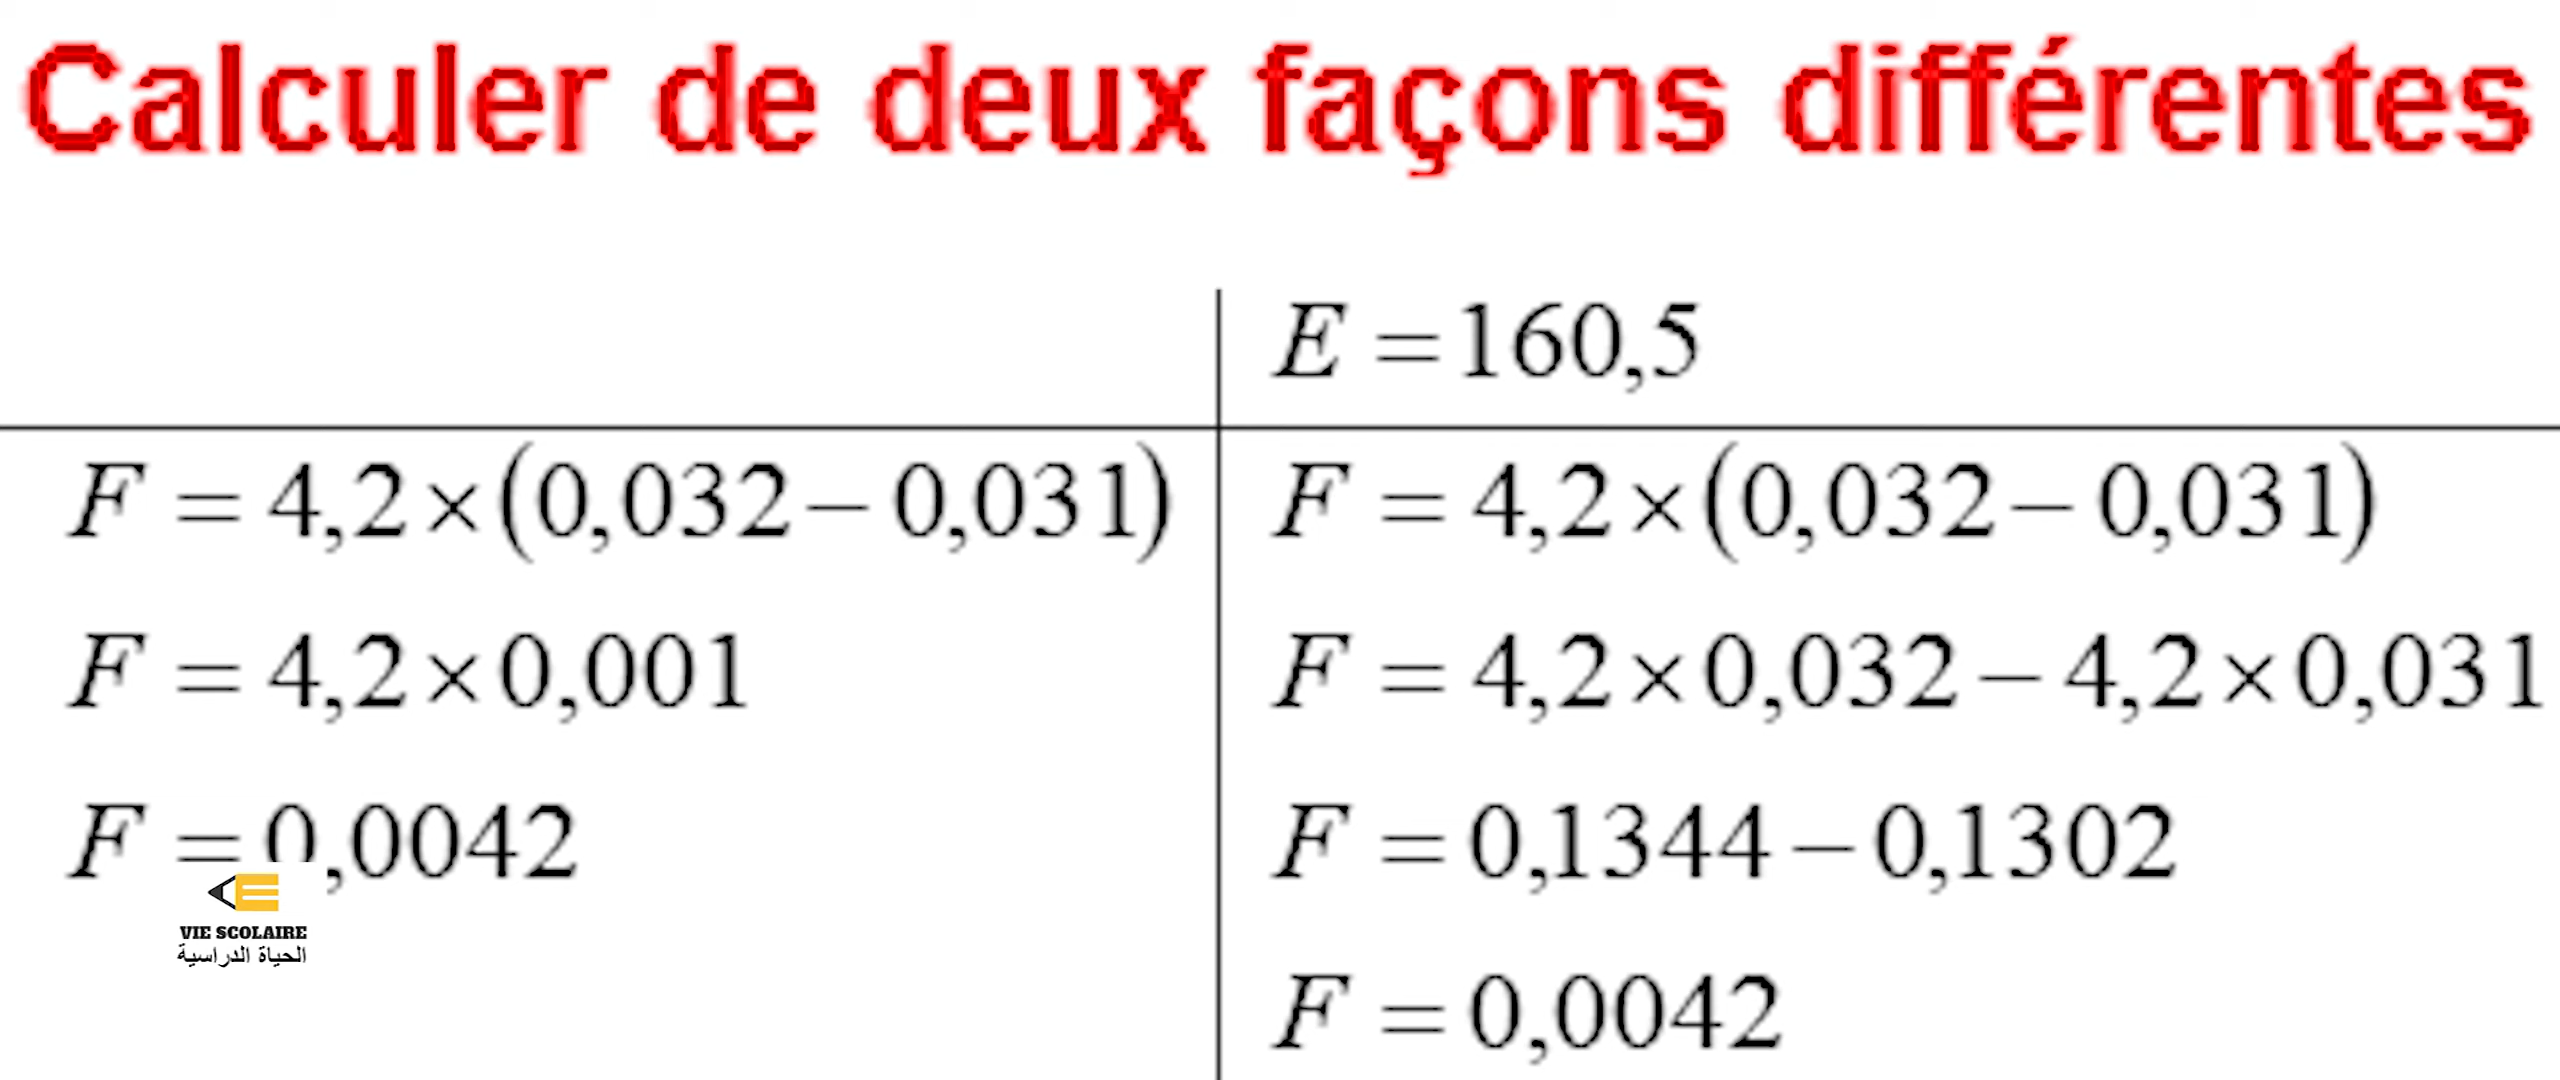 Calculer de deux façons différentes
E = 160,5
F = 4,2 × (0,032 − 0,031)
F = 4,2 × 0,001
F = 0,0042
VIE SCOLAIRE
الحياة الدراسية
F = 4,2 × (0,032 − 0,031)
F = 4,2 × 0,032 − 4,2 × 0,031
F = 0,1344 − 0,1302
F = 0,0042